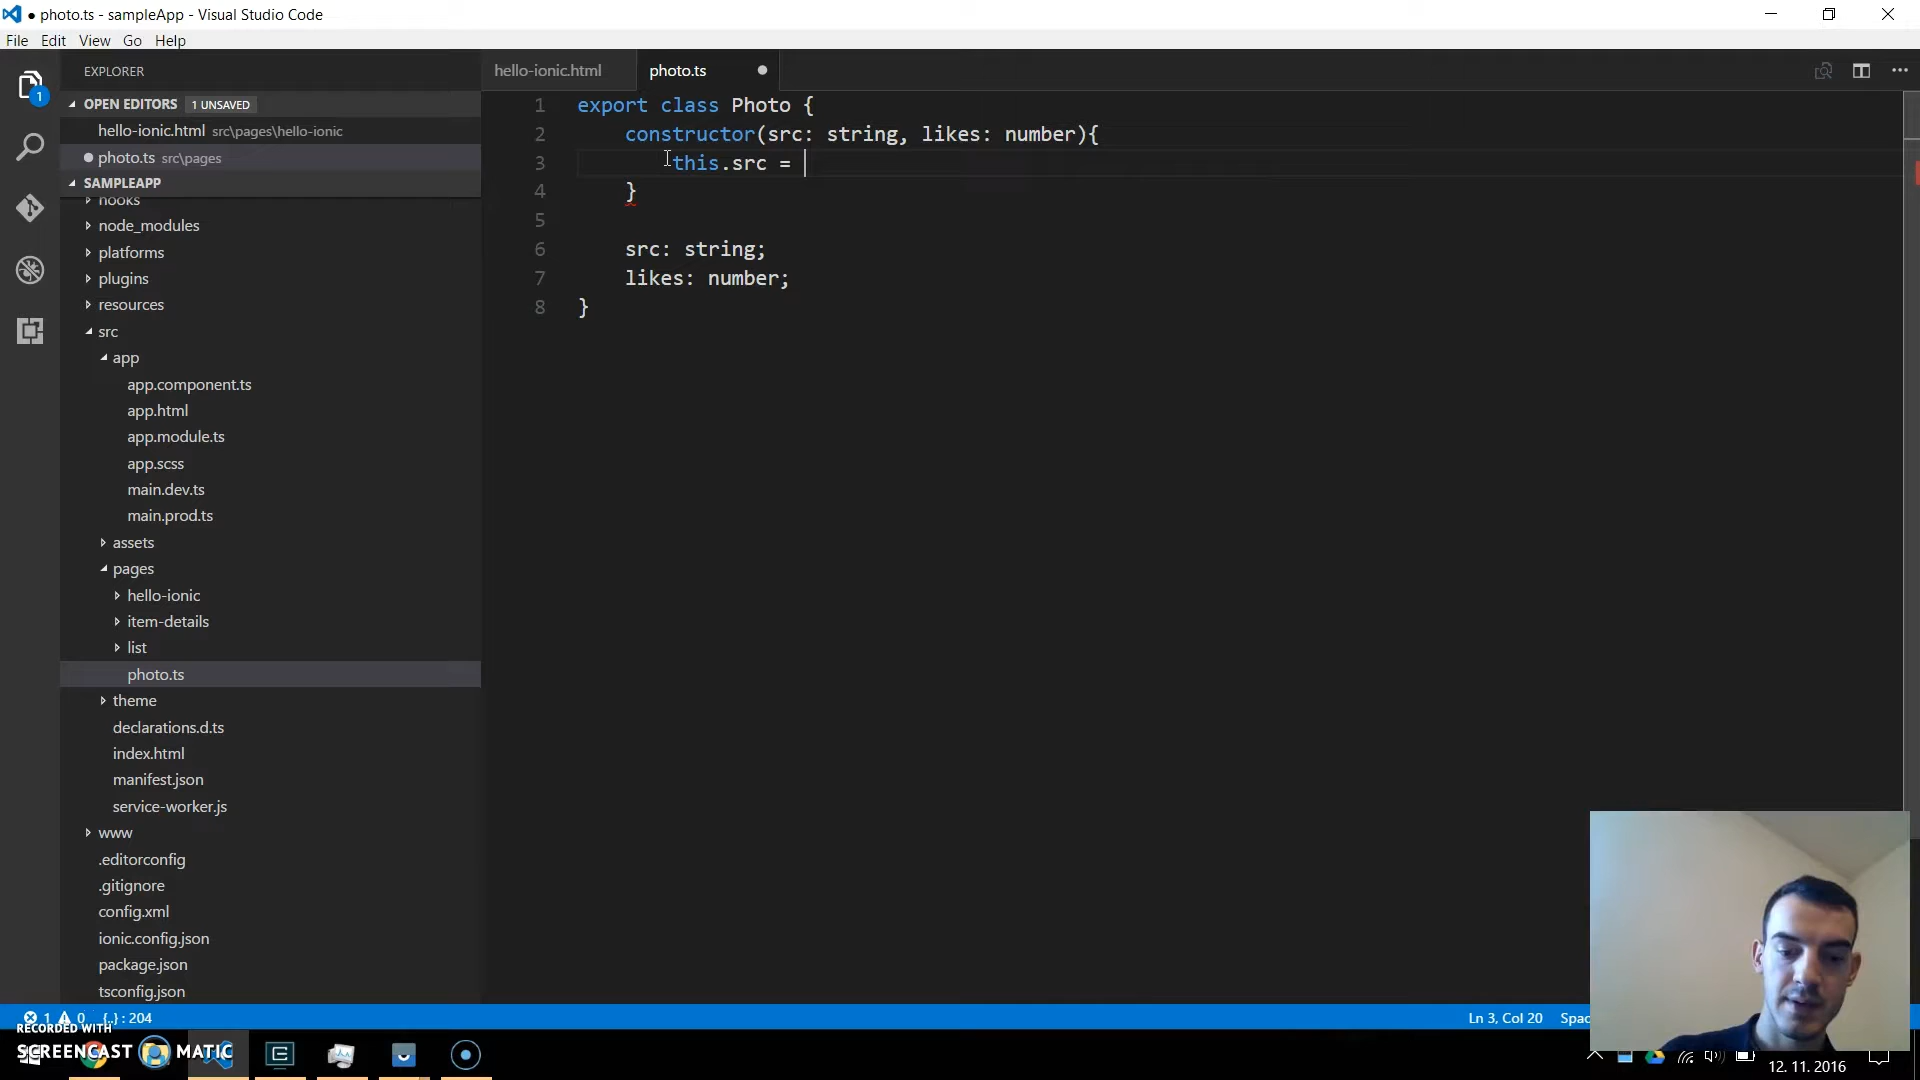 ● photo.ts - sampleApp - Visual Studio Code
File Edit View Go Help
EXPLORER
OPEN EDITORS 1 UNSAVED
hello-ionic.html src\pages\hello-ionic
● photo.ts src\pages
SAMPLEAPP
hooks
node_modules
platforms
plugins
resources
src
app
app.component.ts
app.html
app.module.ts
app.scss
main.dev.ts
main.prod.ts
assets
pages
hello-ionic
item-details
list
photo.ts
theme
declarations.d.ts
index.html
manifest.json
service-worker.js
www
.editorconfig
.gitignore
config.xml
ionic.config.json
package.json
tsconfig.json
1
hello-ionic.html photo.ts ●
1 export class Photo {
2 constructor(src: string, likes: number){
3 this.src =
4 }
5
6 src: string;
7 likes: number;
8 }
1 0 {..} : 204
Ln 3, Col 20 Spac
RECORDED WITH
SCREENCAST MATIC
12. 11. 2016